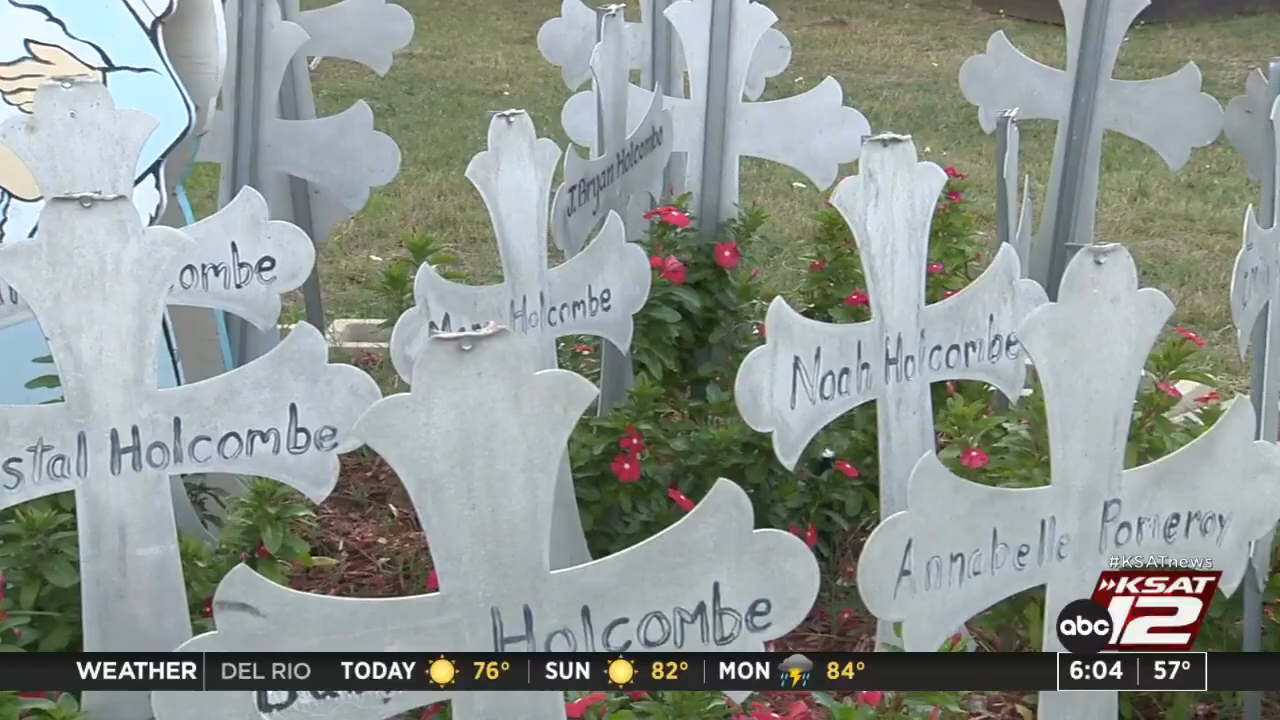 J. Bryan Holcombe
ombe
Holcombe
Noah Holcombe
stal Holcombe
Annabelle Pomeroy
Holcombe
#KSATnews
KSAT
abc 12
WEATHER DEL RIO TODAY 76° SUN 82° MON 84° 6:04 57°